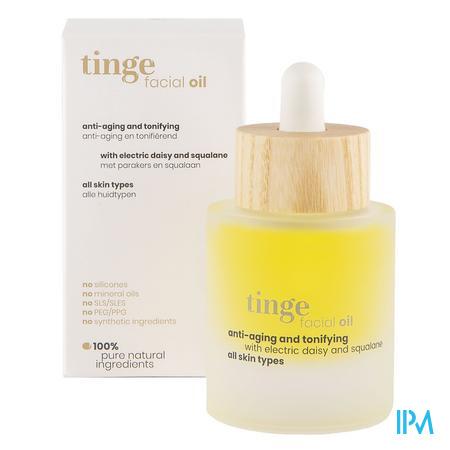 tinge
facial oil
anti-aging and tonifying
anti-aging en tonifiërend
with electric daisy and squalane
met parakers en squalaan
all skin types
alle huidtypen
no silicones
no mineral oils
no SLS/SLES
no PEG/PPG
no synthetic ingredients
100%
pure natural
ingredients
tinge
facial oil
anti-aging and tonifying
with electric daisy and squalane
all skin types
IPM